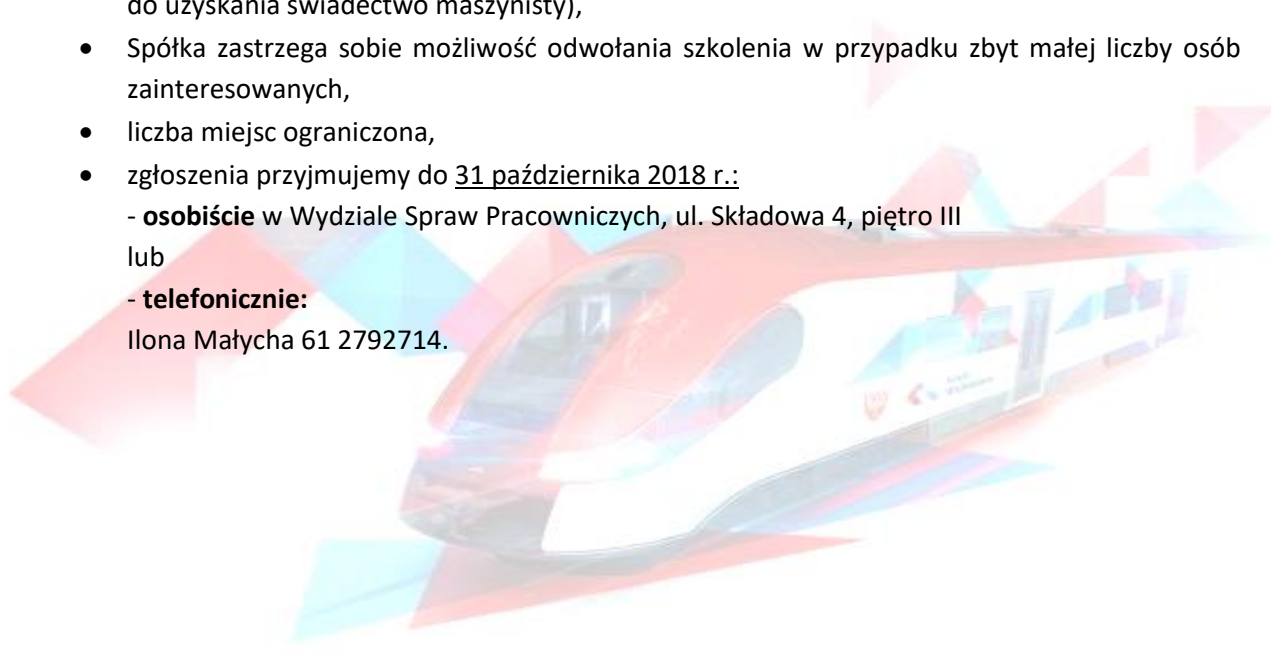 do uzyskania świadectwo maszynisty),
• Spółka zastrzega sobie możliwość odwołania szkolenia w przypadku zbyt małej liczby osób
zainteresowanych,
• liczba miejsc ograniczona,
• zgłoszenia przyjmujemy do 31 października 2018 r.:
- osobiście w Wydziale Spraw Pracowniczych, ul. Składowa 4, piętro III
lub
- telefonicznie:
Ilona Małycha 61 2792714.